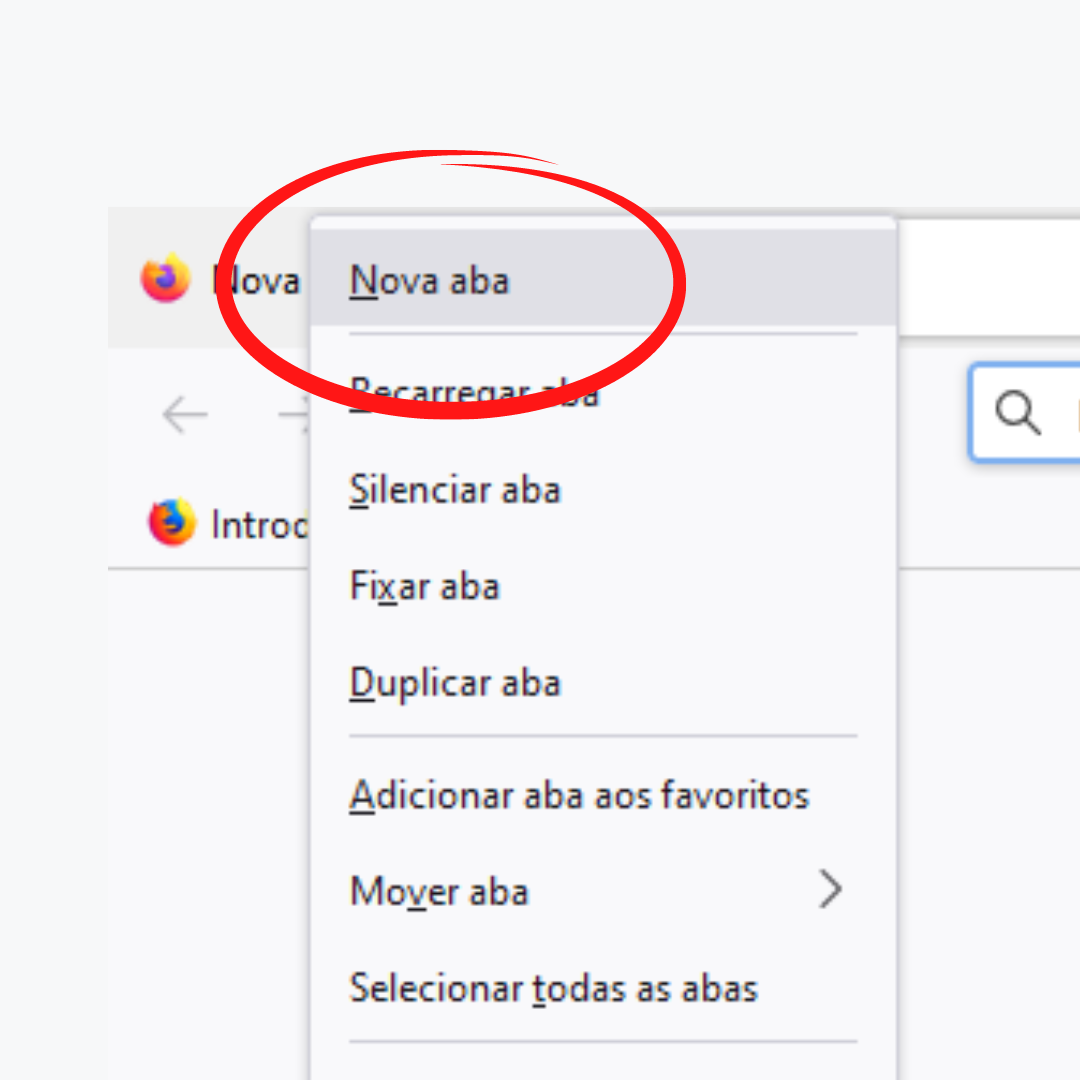 Nova
Nova aba
Recarregar aba
Silenciar aba
Introd
Fixar aba
Duplicar aba
Adicionar aba aos favoritos
Mover aba
Selecionar todas as abas